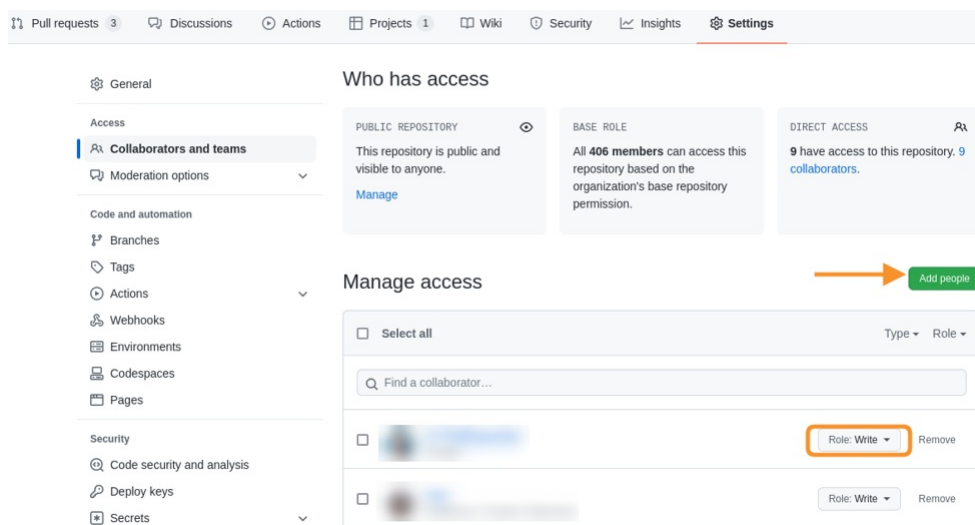 Pull requests 3 Discussions Actions Projects 1 Wiki Security Insights Settings
General
Access
Collaborators and teams
Moderation options
Code and automation
Branches
Tags
Actions
Webhooks
Environments
Codespaces
Pages
Security
Code security and analysis
Deploy keys
Secrets
Who has access
PUBLIC REPOSITORY
This repository is public and
visible to anyone.
Manage
BASE ROLE
All 406 members can access this
repository based on the
organization's base repository
permission.
DIRECT ACCESS
9 have access to this repository. 9
collaborators.
Manage access
Add people
Select all Type Role
Find a collaborator...
Role: Write Remove
Role: Write Remove